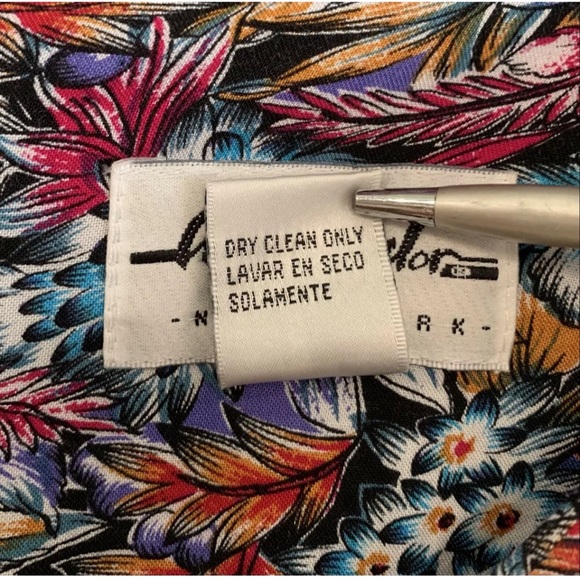 DRY CLEAN ONLY
LAVAR EN SECO
SOLAMENTE